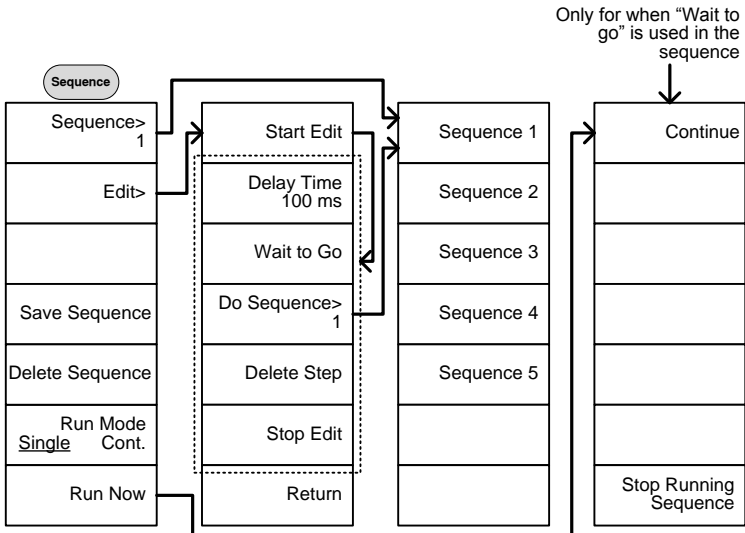 Only for when “Wait to
go” is used in the
sequence
Sequence
Sequence>
1
Edit>
Save Sequence
Delete Sequence
Run Mode
Single Cont.
Run Now
Start Edit
Delay Time
100 ms
Wait to Go
Do Sequence>
1
Delete Step
Stop Edit
Return
Sequence 1
Sequence 2
Sequence 3
Sequence 4
Sequence 5
Continue
Stop Running
Sequence